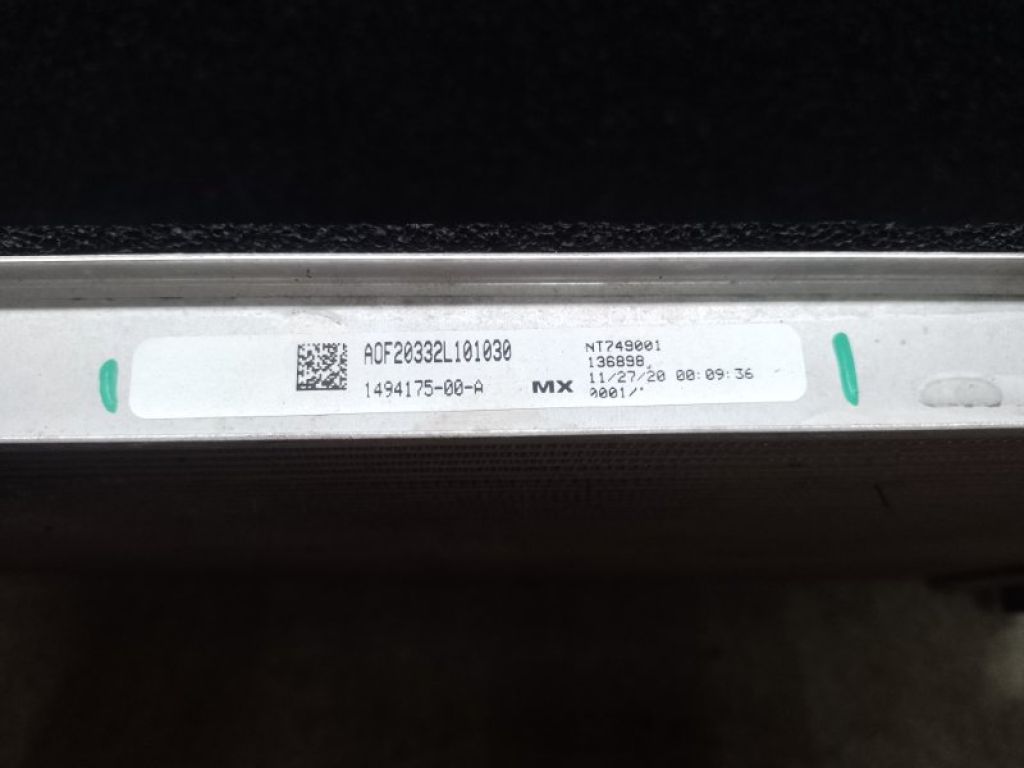 AOF20332L101030
1494175-00-A
MX
NT749001
136898
11/27/20 00:09:36
0001/